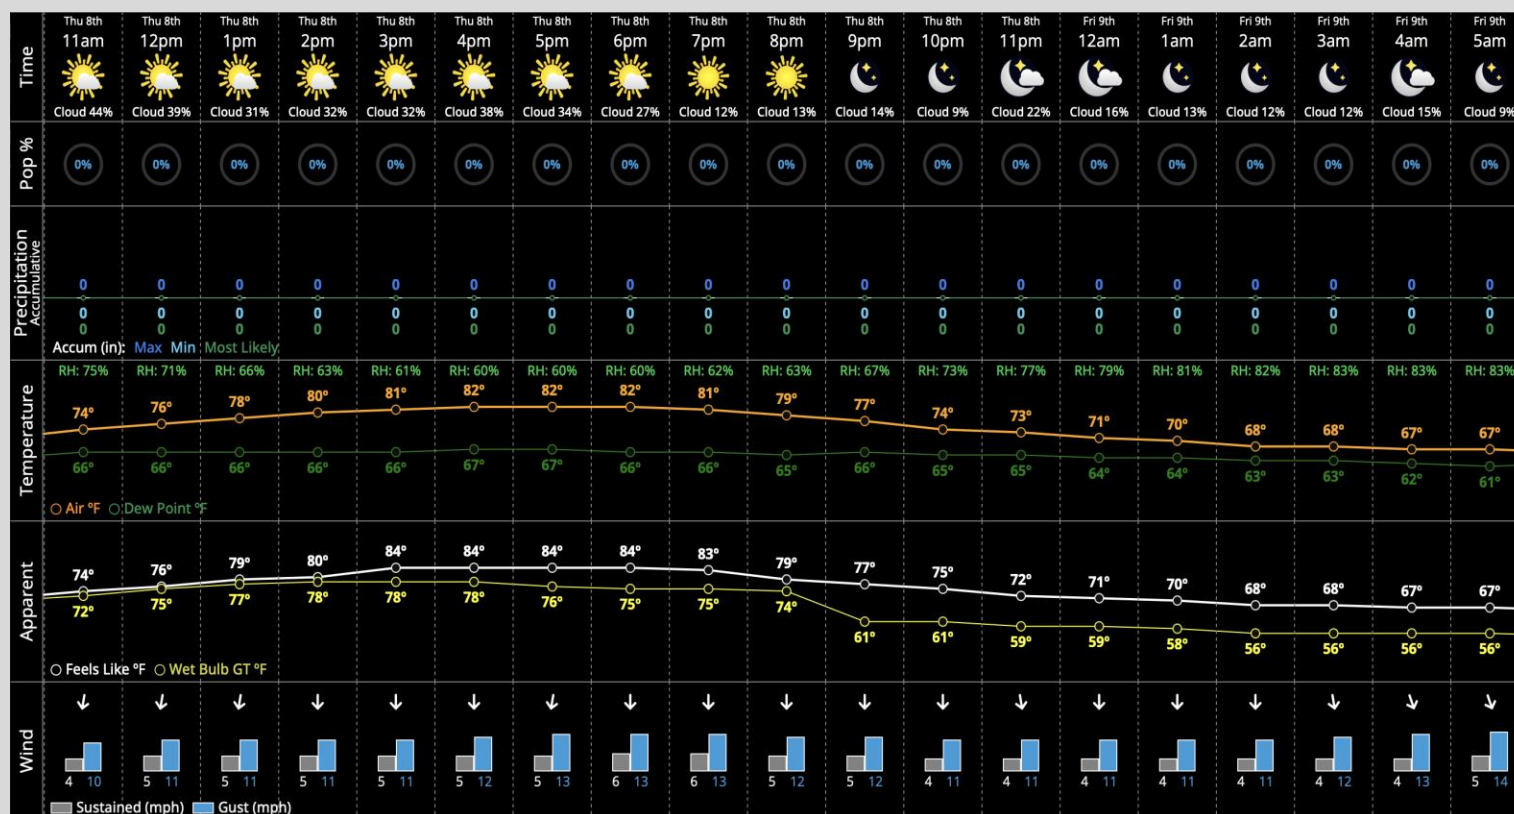 Thu 8th Thu 8th Thu 8th Thu 8th Thu 8th Thu 8th Thu 8th Thu 8th Thu 8th Thu 8th Thu 8th Thu 8th Thu 8th Fri 9th Fri 9th Fri 9th Fri 9th Fri 9th Fri 9th
Time 11am 12pm 1pm 2pm 3pm 4pm 5pm 6pm 7pm 8pm 9pm 10pm 11pm 12am 1am 2am 3am 4am 5am
Cloud 44% Cloud 39% Cloud 31% Cloud 32% Cloud 32% Cloud 38% Cloud 34% Cloud 27% Cloud 12% Cloud 13% Cloud 14% Cloud 9% Cloud 22% Cloud 16% Cloud 13% Cloud 12% Cloud 12% Cloud 15% Cloud 9%
Pop % 0% 0% 0% 0% 0% 0% 0% 0% 0% 0% 0% 0% 0% 0% 0% 0% 0% 0% 0%
Precipitation
Accumulative
0 0 0 0 0 0 0 0 0 0 0 0 0 0 0 0 0 0 0
0 0 0 0 0 0 0 0 0 0 0 0 0 0 0 0 0 0 0
0 0 0 0 0 0 0 0 0 0 0 0 0 0 0 0 0 0 0
Accum (in): Max Min Most Likely
RH: 75% RH: 71% RH: 66% RH: 63% RH: 61% RH: 60% RH: 60% RH: 60% RH: 62% RH: 63% RH: 67% RH: 73% RH: 77% RH: 79% RH: 81% RH: 82% RH: 83% RH: 83% RH: 83%
Temperature
74° 76° 78° 80° 81° 82° 82° 82° 81° 79° 77° 74° 73° 71° 70° 68° 68° 67° 67°
66° 66° 66° 66° 66° 67° 67° 66° 66° 65° 66° 65° 65° 64° 64° 63° 63° 62° 61°
Air °F Dew Point °F
Apparent
74° 76° 79° 80° 84° 84° 84° 84° 83° 79° 77° 75° 72° 71° 70° 68° 68° 67° 67°
72° 75° 77° 78° 78° 78° 76° 75° 75° 74° 61° 61° 59° 59° 58° 56° 56° 56° 56°
Feels Like °F Wet Bulb GT °F
Wind
4 10 5 11 5 11 5 11 5 11 5 12 5 13 6 13 6 13 5 12 5 12 4 11 4 11 4 11 4 11 4 11 4 12 4 13 5 14
Sustained (mph) Gust (mph)